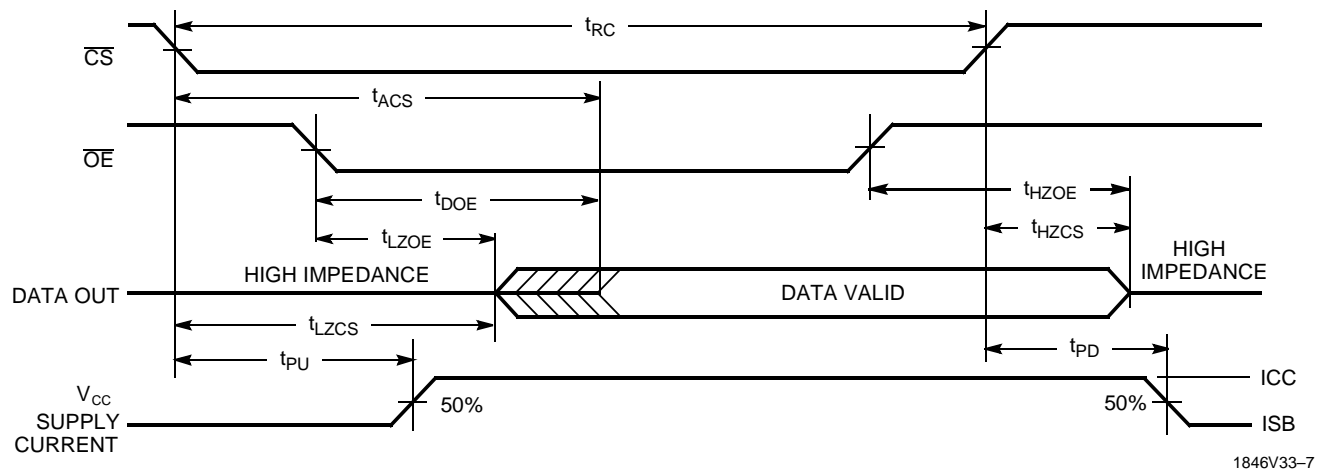 tRC
CS
tACS
OE
tDOE
tHZOE
tLZOE
tHZCS
HIGH IMPEDANCE
HIGH
IMPEDANCE
DATA OUT
DATA VALID
tLZCS
tPU
tPD
VCC
SUPPLY
CURRENT
50%
50%
ICC
ISB
1846V33–7